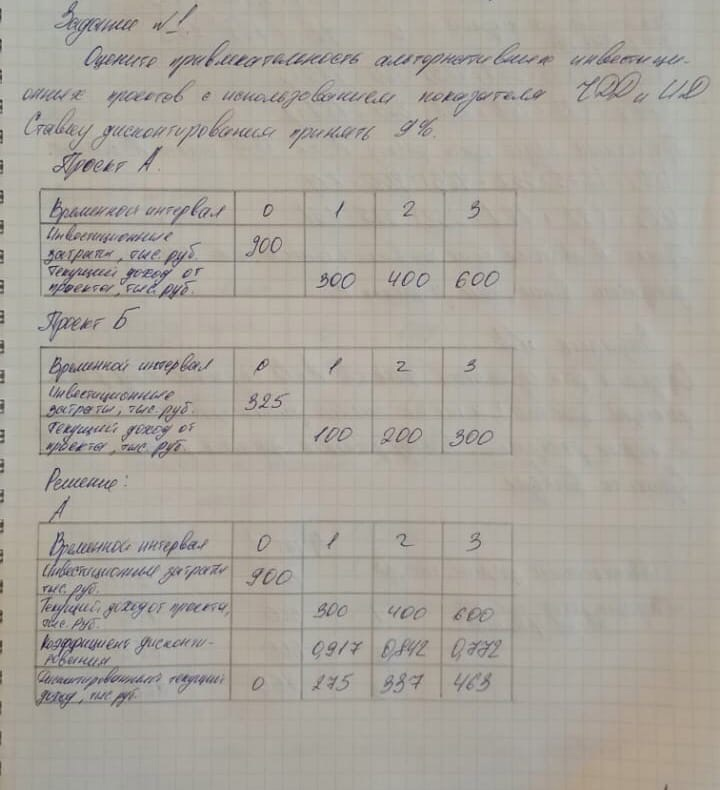 Задание №1.
Оцените привлекательность альтернативных инвестици-
онных проектов с использованием показателя ЧДД и ИД
Ставку дисконтирования принять 9%.
Проект А.
Временной интервал 0 1 2 3
Инвестиционные затраты, тыс. руб. 900
Текущий доход от проекта, тыс. руб. 300 400 600
Проект Б
Временной интервал 0 1 2 3
Инвестиционные затраты, тыс. руб. 325
Текущий доход от проекта, тыс. руб. 100 200 300
Решение:
А
Временной интервал 0 1 2 3
Инвестиционные затраты тыс. руб. 900
Текущий доход от проекта, тыс. руб. 300 400 600
Коэффициент дисконти-
рования 0,917 0,842 0,772
Дисконтированный текущий доход, тыс руб. 0 275 337 463